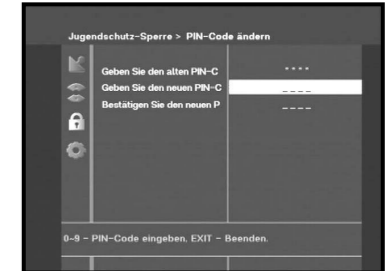 Jugendschutz-Sperre > PIN-Code ändern
Geben Sie den alten PIN-C ****
Geben Sie den neuen PIN-C _ _ _ _
Bestätigen Sie den neuen P _ _ _ _
0~9 - PIN-Code eingeben, EXIT - Beenden.